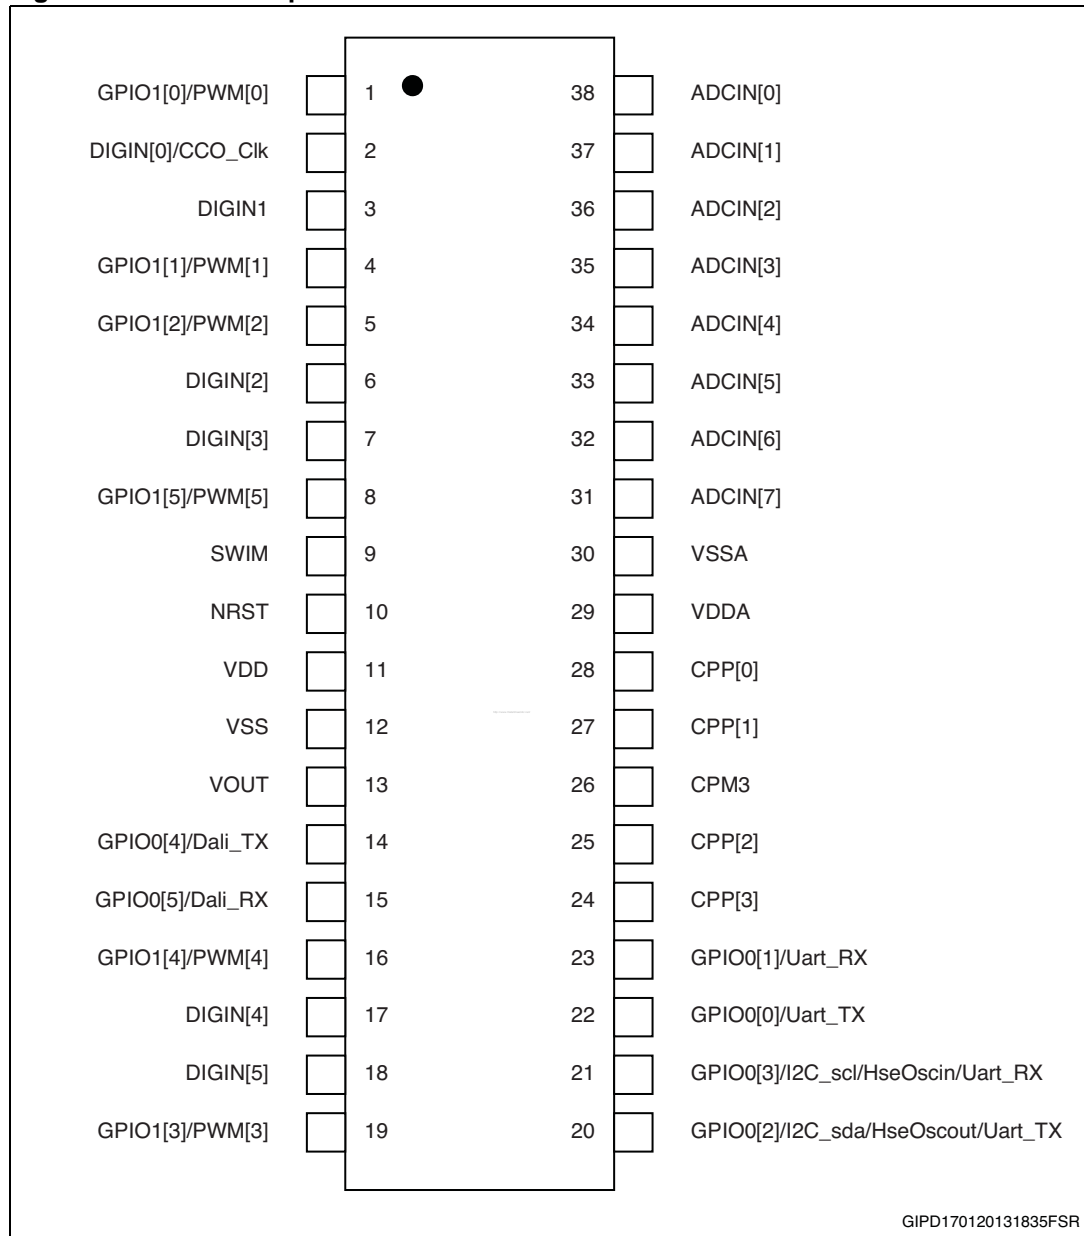 GPIO1[0]/PWM[0] 1 38 ADCIN[0]
DIGIN[0]/CCO_Clk 2 37 ADCIN[1]
DIGIN1 3 36 ADCIN[2]
GPIO1[1]/PWM[1] 4 35 ADCIN[3]
GPIO1[2]/PWM[2] 5 34 ADCIN[4]
DIGIN[2] 6 33 ADCIN[5]
DIGIN[3] 7 32 ADCIN[6]
GPIO1[5]/PWM[5] 8 31 ADCIN[7]
SWIM 9 30 VSSA
NRST 10 29 VDDA
VDD 11 28 CPP[0]
VSS 12 27 CPP[1]
VOUT 13 26 CPM3
GPIO0[4]/Dali_TX 14 25 CPP[2]
GPIO0[5]/Dali_RX 15 24 CPP[3]
GPIO1[4]/PWM[4] 16 23 GPIO0[1]/Uart_RX
DIGIN[4] 17 22 GPIO0[0]/Uart_TX
DIGIN[5] 18 21 GPIO0[3]/I2C_scl/HseOscin/Uart_RX
GPIO1[3]/PWM[3] 19 20 GPIO0[2]/I2C_sda/HseOscout/Uart_TX
GIPD170120131835FSR